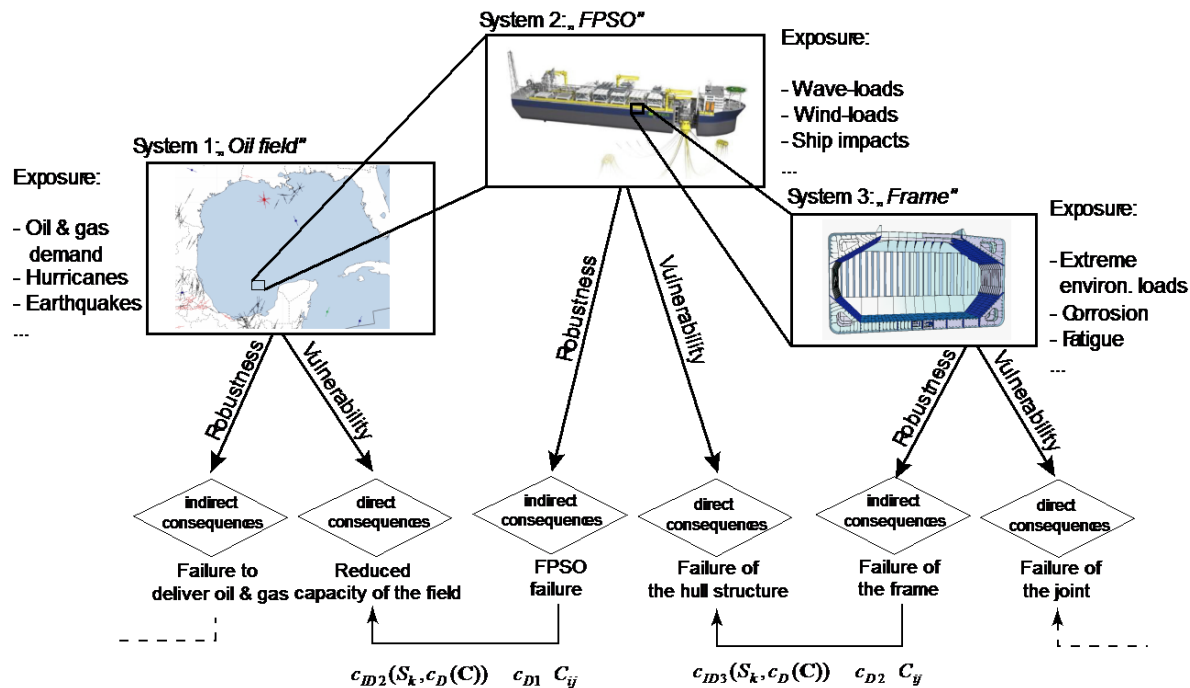 System 2:„ FPSO”
Exposure:
- Wave-loads
- Wind-loads
- Ship impacts
...
System 1:„ Oil field”
Exposure:
- Oil & gas
demand
- Hurricanes
- Earthquakes
...
System 3:„ Frame”
Exposure:
- Extreme
environ. loads
- Corrosion
- Fatigue
...
Robustness
Vulnerability
Robustness
Vulnerability
Robustness
Vulnerability
indirect
consequences
direct
consequences
indirect
consequences
direct
consequences
indirect
consequences
direct
consequences
Failure to
deliver oil & gas
Reduced
capacity of the field
FPSO
failure
Failure of
the hull structure
Failure of
the frame
Failure of
the joint
c_ID2(S_k, c_D(C)) c_D1 C_ij
c_ID3(S_k, c_D(C)) c_D2 C_ij